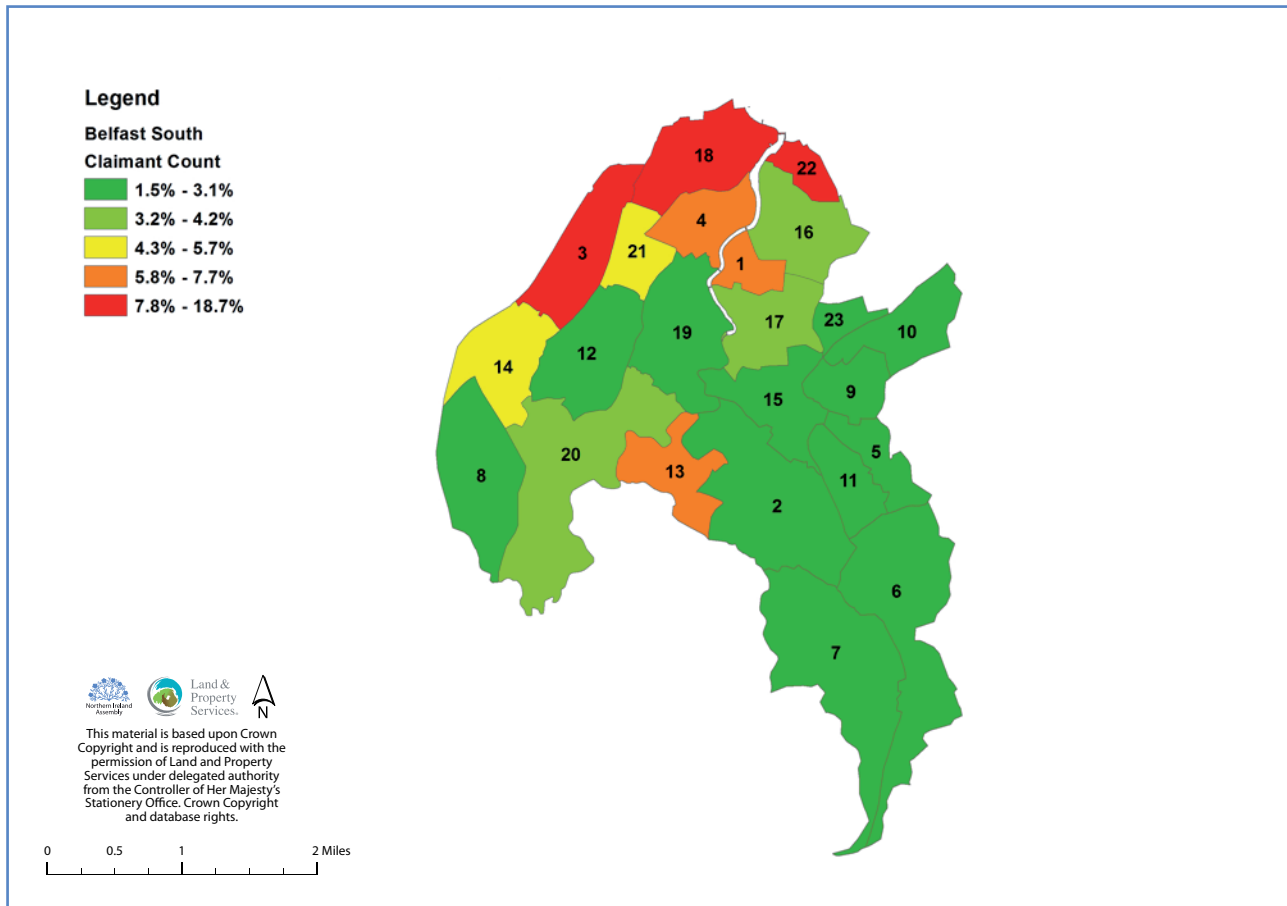 Legend
Belfast South
Claimant Count
1.5% - 3.1%
3.2% - 4.2%
4.3% - 5.7%
5.8% - 7.7%
7.8% - 18.7%
18
22
4
16
3
21
1
17
23
10
19
12
14
9
15
5
20
13
8
11
2
6
7
Northern Ireland
Assembly
Land &
Property
Services.
N
This material is based upon Crown
Copyright and is reproduced with the
permission of Land and Property
Services under delegated authority
from the Controller of Her Majesty's
Stationery Office. Crown Copyright
and database rights.
0 0.5 1 2 Miles